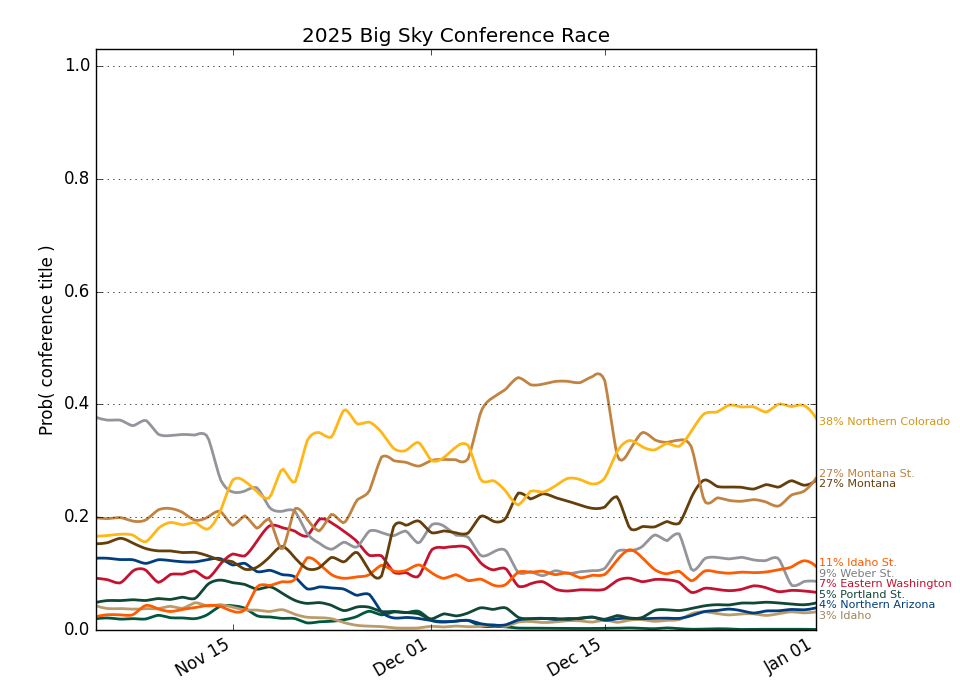 2025 Big Sky Conference Race
Prob( conference title )
1.0
0.8
0.6
0.4
0.2
0.0
Nov 15
Dec 01
Dec 15
Jan 01
38% Northern Colorado
27% Montana St.
27% Montana
11% Idaho St.
9% Weber St.
7% Eastern Washington
5% Portland St.
4% Northern Arizona
3% Idaho